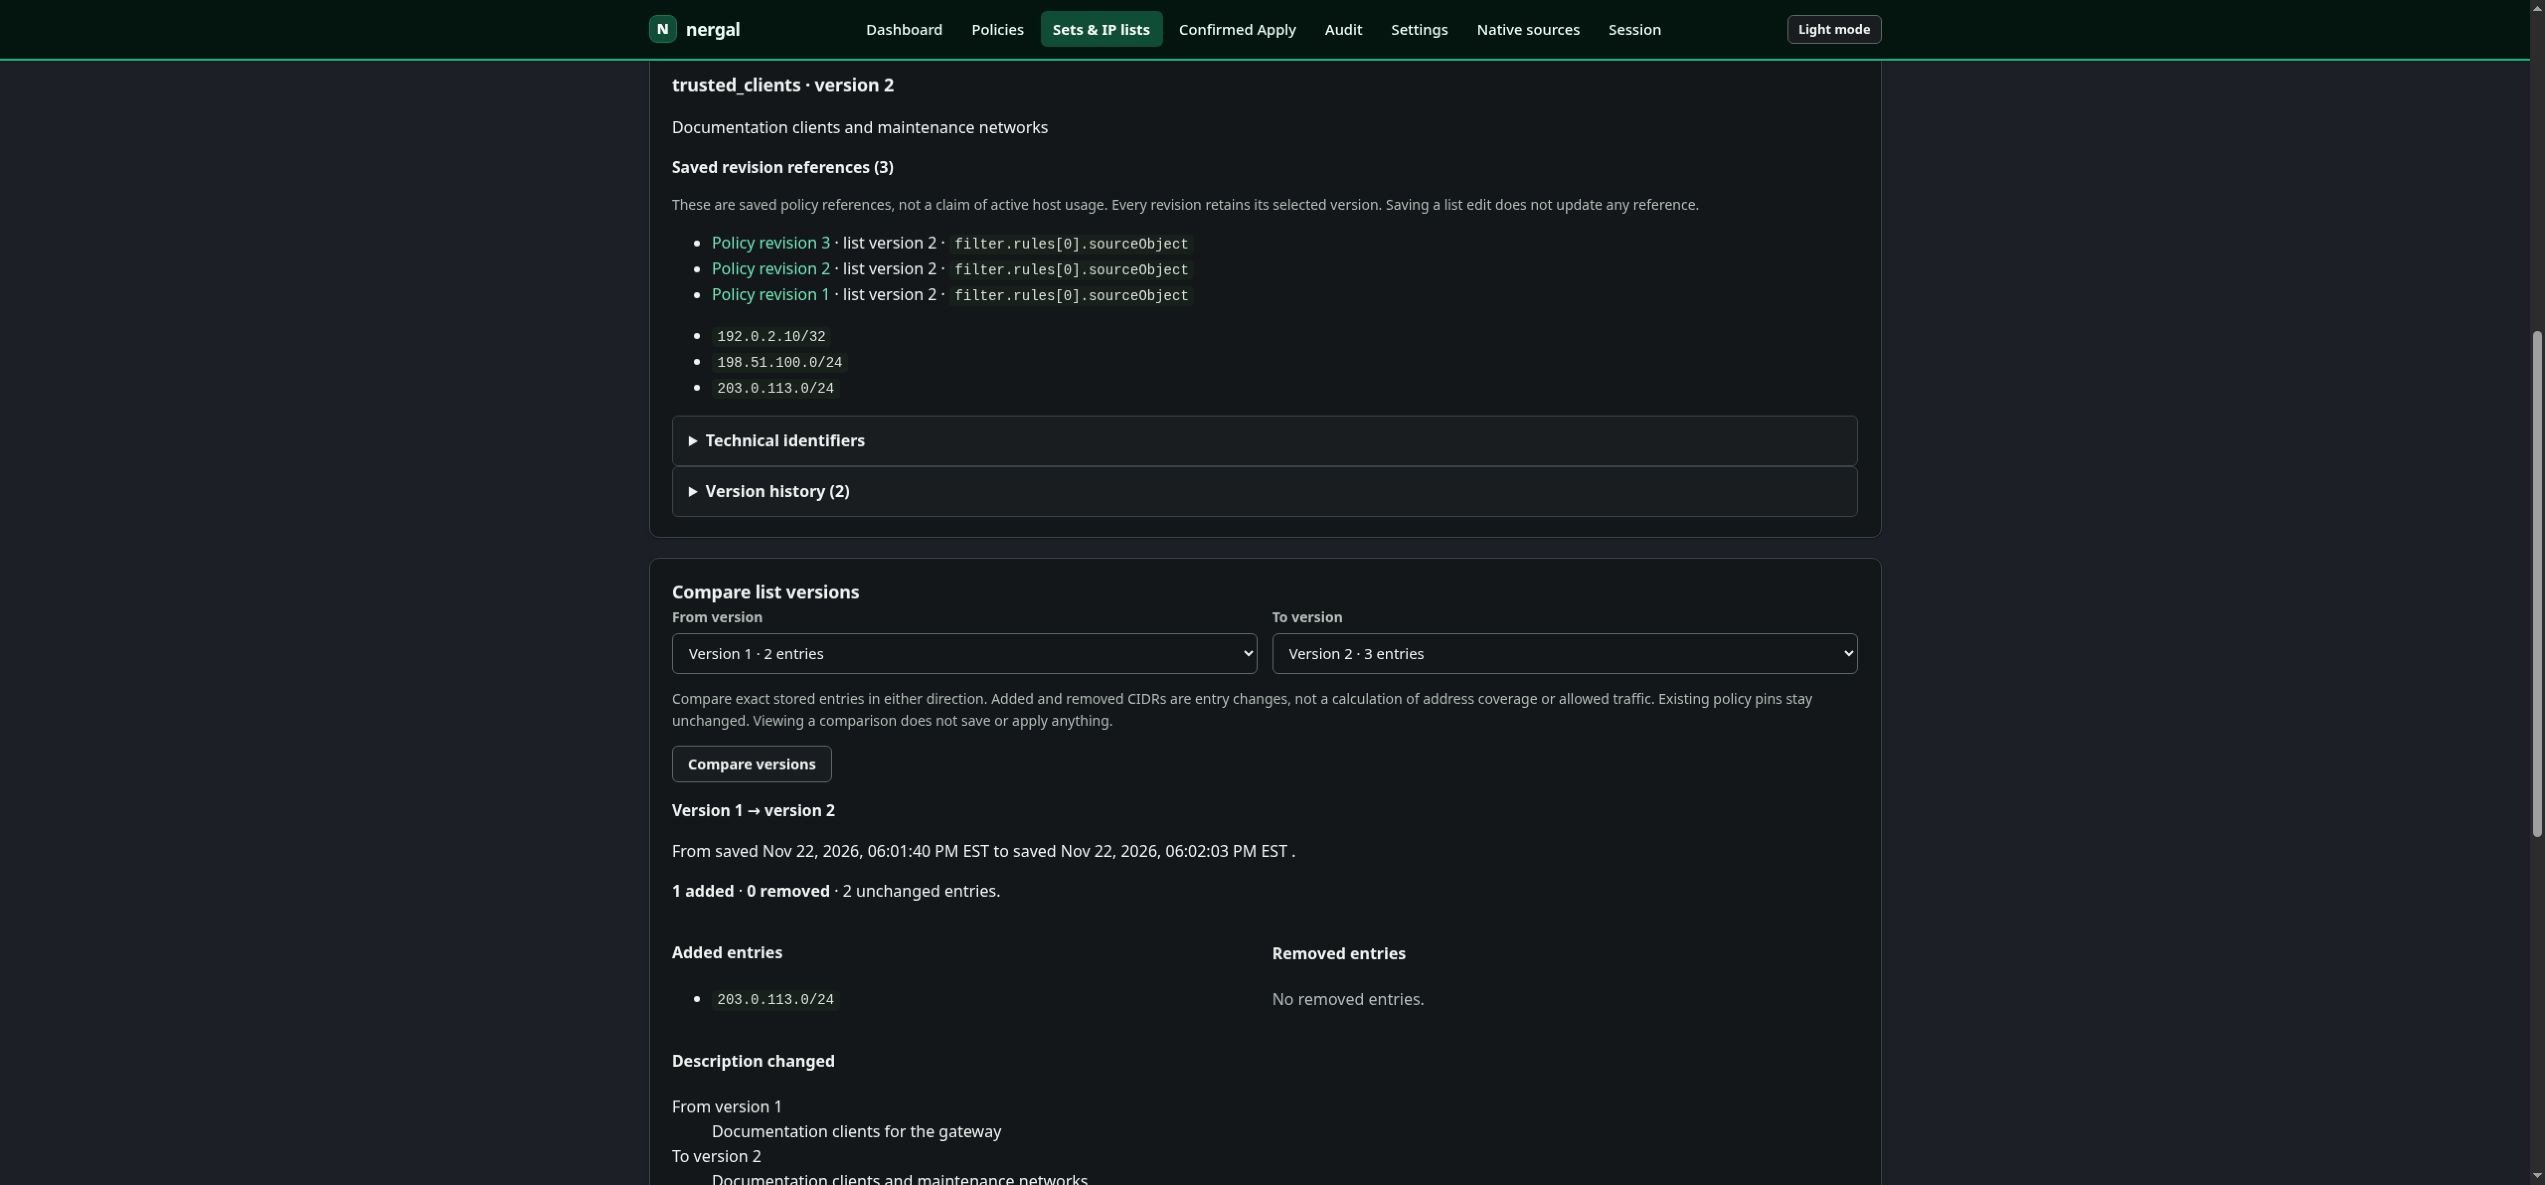 N nergal Dashboard Policies Sets & IP lists Confirmed Apply Audit Settings Native sources Session Light mode
trusted_clients · version 2
Documentation clients and maintenance networks
Saved revision references (3)
These are saved policy references, not a claim of active host usage. Every revision retains its selected version. Saving a list edit does not update any reference.
• Policy revision 3 · list version 2 · filter.rules[0].sourceObject
• Policy revision 2 · list version 2 · filter.rules[0].sourceObject
• Policy revision 1 · list version 2 · filter.rules[0].sourceObject
• 192.0.2.10/32
• 198.51.100.0/24
• 203.0.113.0/24
▶ Technical identifiers
▶ Version history (2)
Compare list versions
From version To version
Version 1 · 2 entries Version 2 · 3 entries
Compare exact stored entries in either direction. Added and removed CIDRs are entry changes, not a calculation of address coverage or allowed traffic. Existing policy pins stay
unchanged. Viewing a comparison does not save or apply anything.
Compare versions
Version 1 → version 2
From saved Nov 22, 2026, 06:01:40 PM EST to saved Nov 22, 2026, 06:02:03 PM EST .
1 added · 0 removed · 2 unchanged entries.
Added entries Removed entries
• 203.0.113.0/24 No removed entries.
Description changed
From version 1
Documentation clients for the gateway
To version 2
Documentation clients and maintenance networks